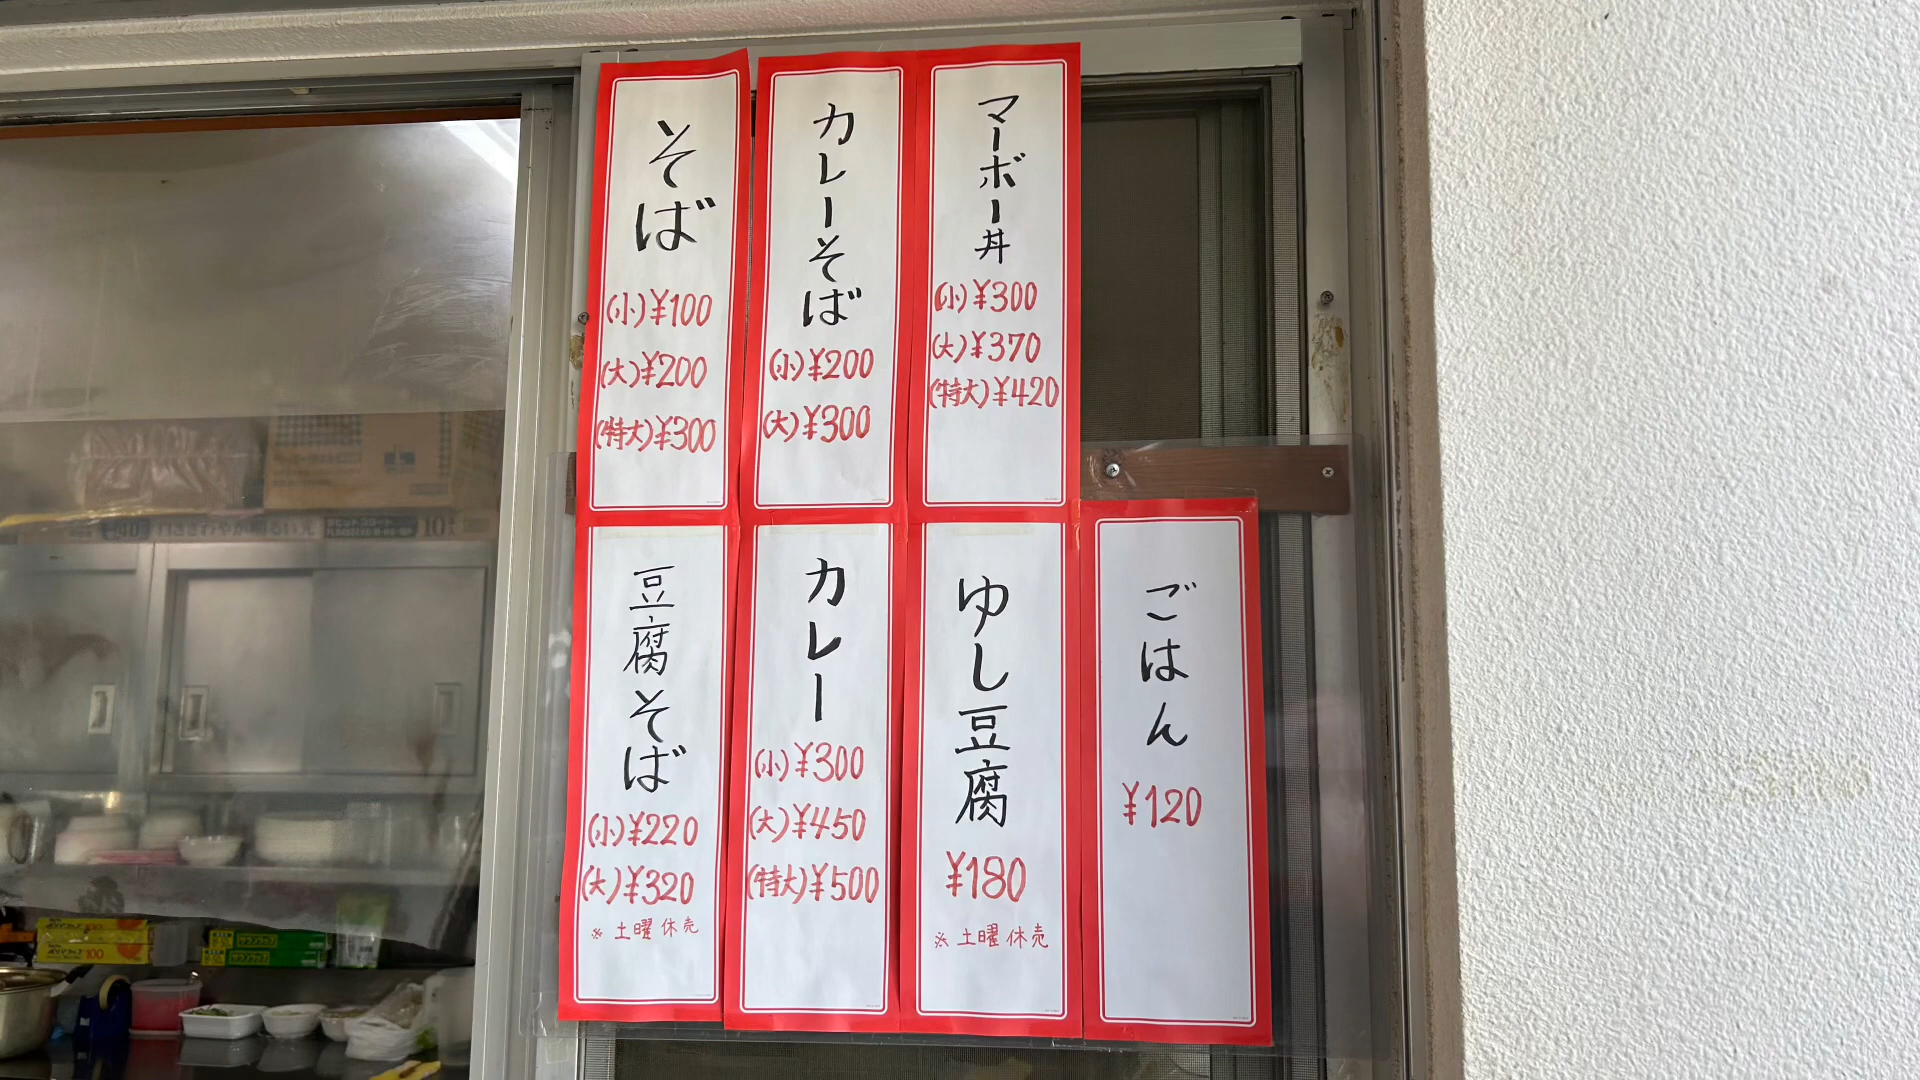 そば
(小)¥100
(大)¥200
(特大)¥300
カレーそば
(小)¥200
(大)¥300
マーボー丼
(小)¥300
(大)¥370
(特大)¥420
豆腐そば
(小)¥220
(大)¥320
※土曜休売
カレー
(小)¥300
(大)¥450
(特大)¥500
ゆし豆腐
¥180
※土曜休売
ごはん
¥120